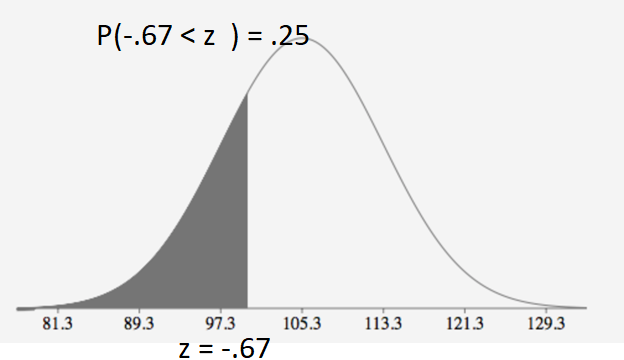 P(-.67 < z  ) = .25
81.3 89.3 97.3 105.3 113.3 121.3 129.3
z = -.67